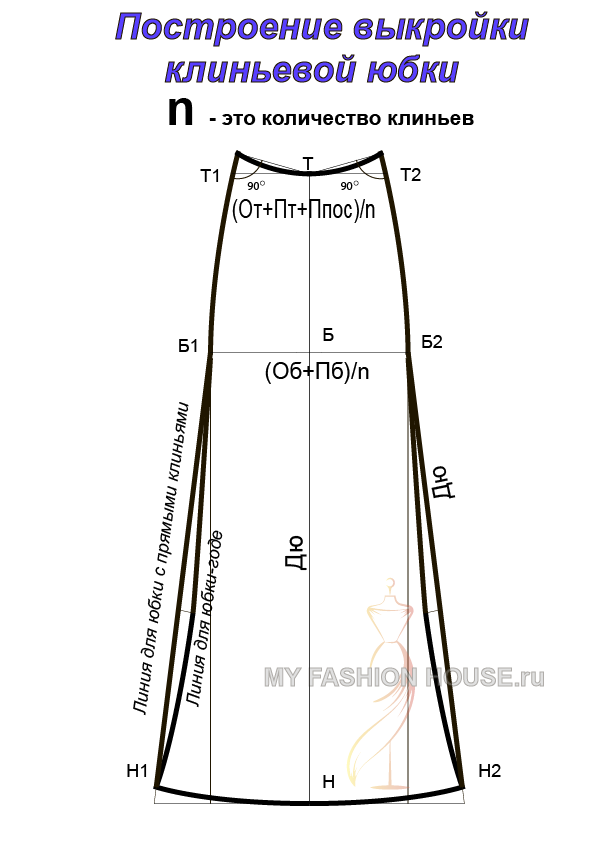 Построение выкройки
клиньевой юбки
n - это количество клиньев
Т
Т1
Т2
90°
90°
(От+Пт+Ппос)/n
Б1
Б
Б2
(Об+Пб)/n
Линия для юбки с прямыми клиньями
Линия для юбки-годе
Дю
Дю
MY FASHION HOUSE.ru
Н1
Н
Н2